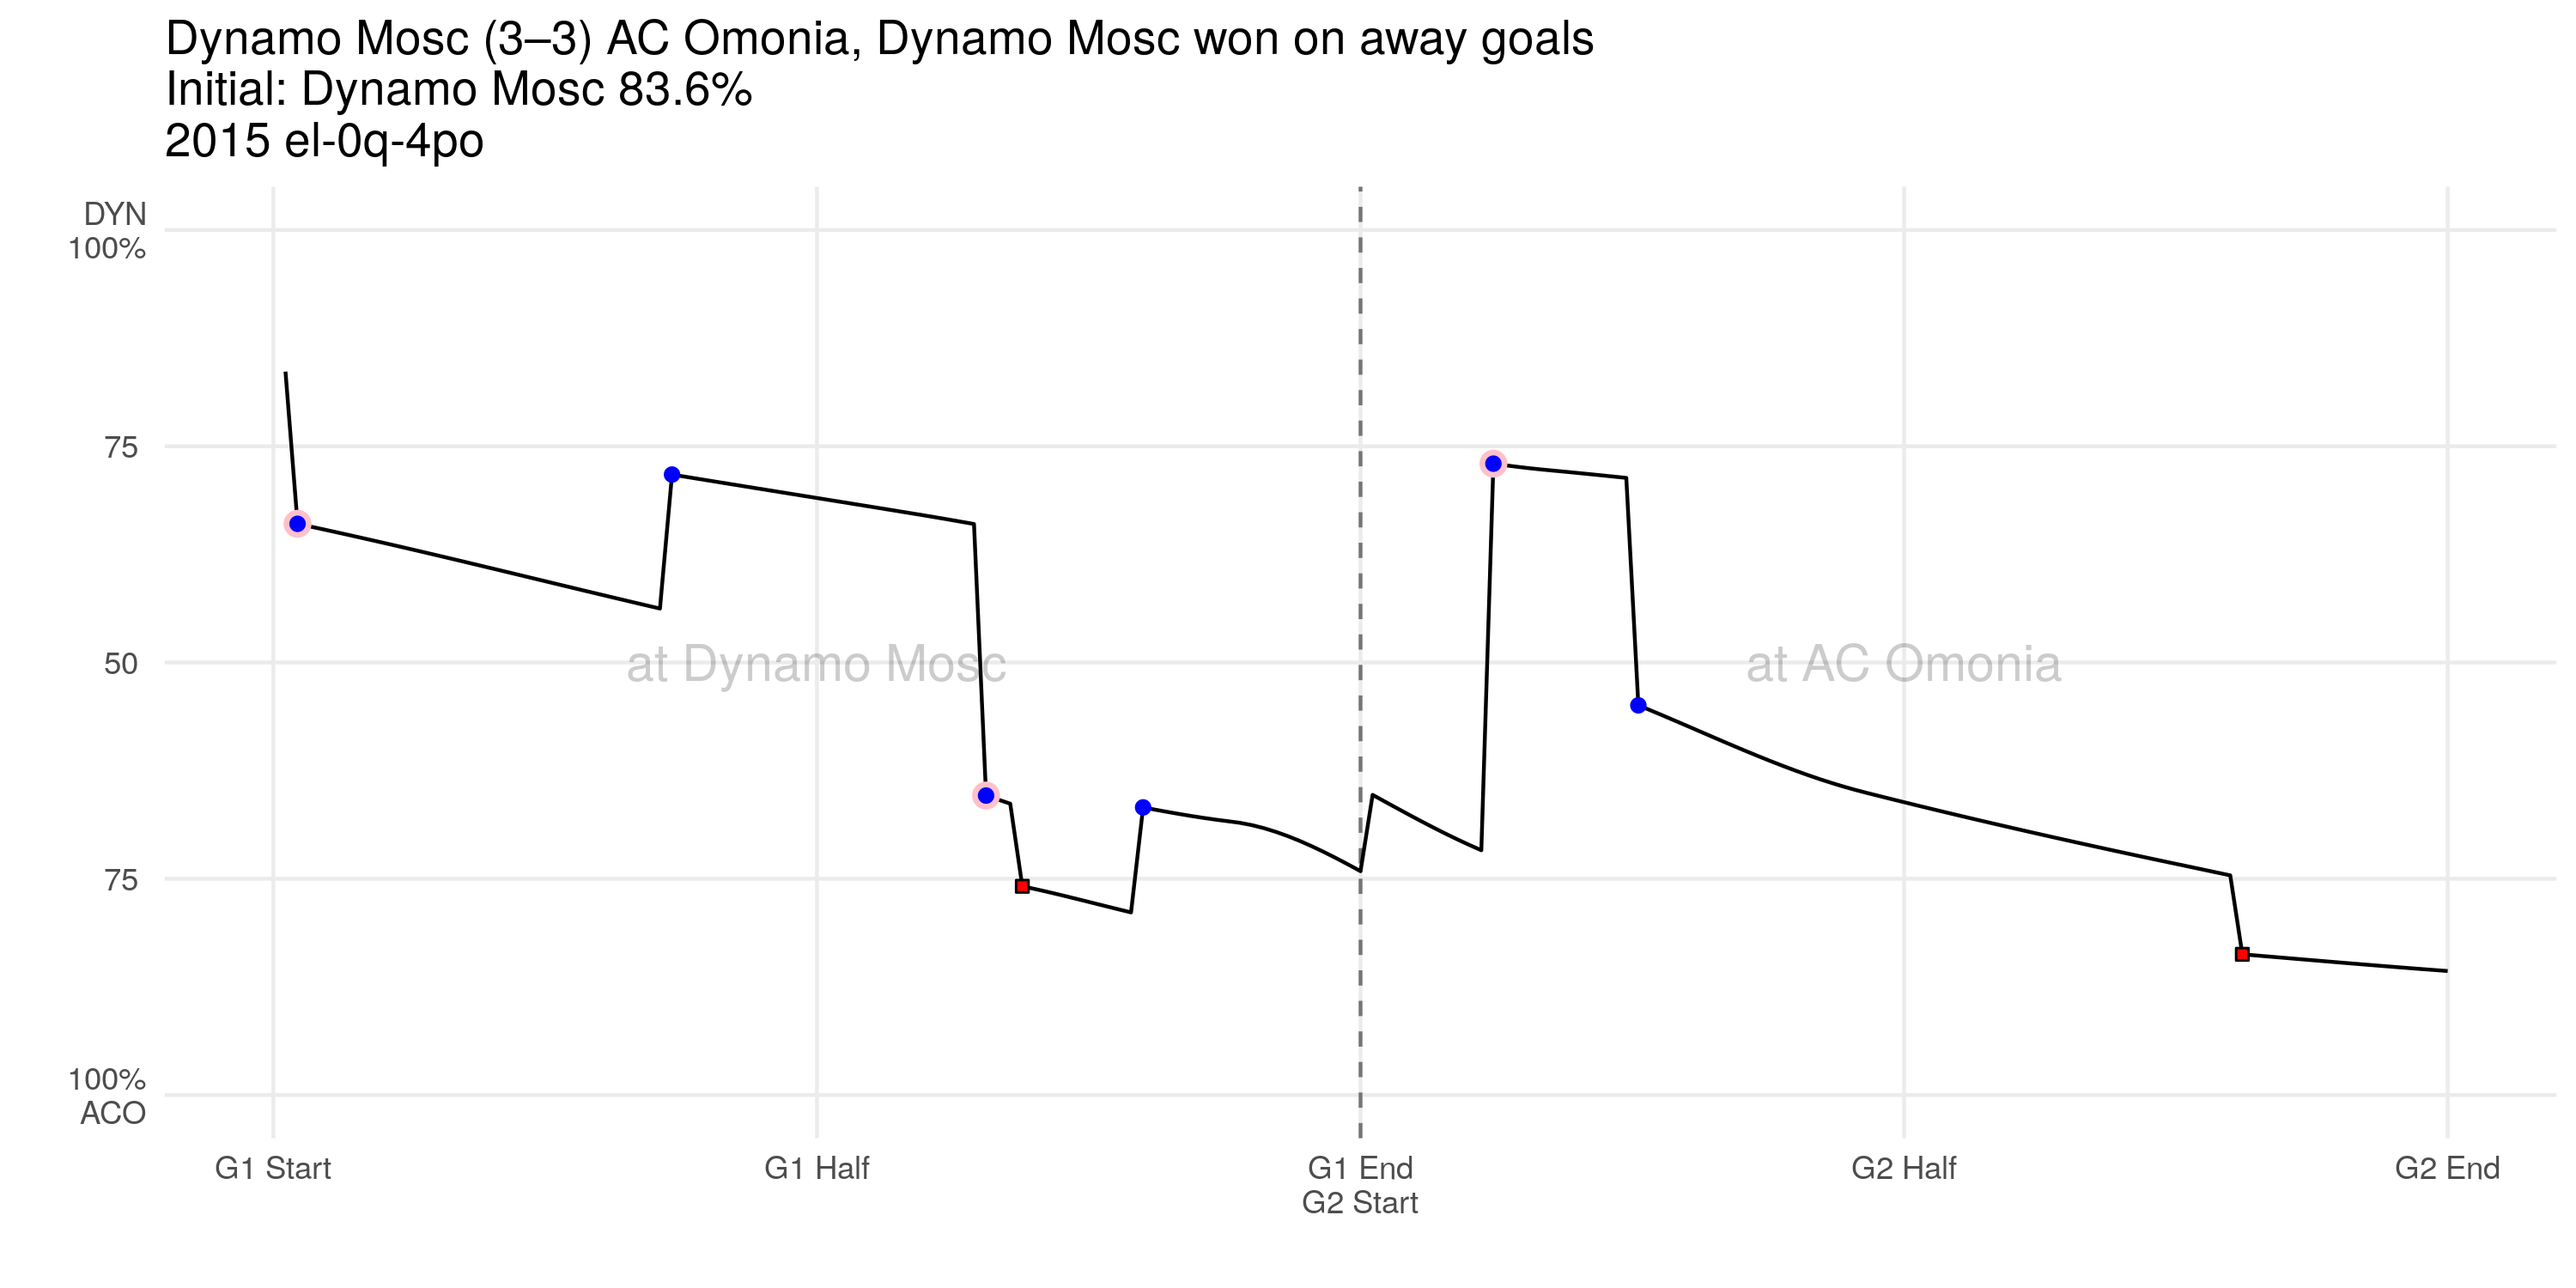 Dynamo Mosc (3–3) AC Omonia, Dynamo Mosc won on away goals
Initial: Dynamo Mosc 83.6%
2015 el-0q-4po
DYN
100%
75
50
75
100%
ACO
at Dynamo Mosc
at AC Omonia
G1 Start
G1 Half
G1 End
G2 Start
G2 Half
G2 End